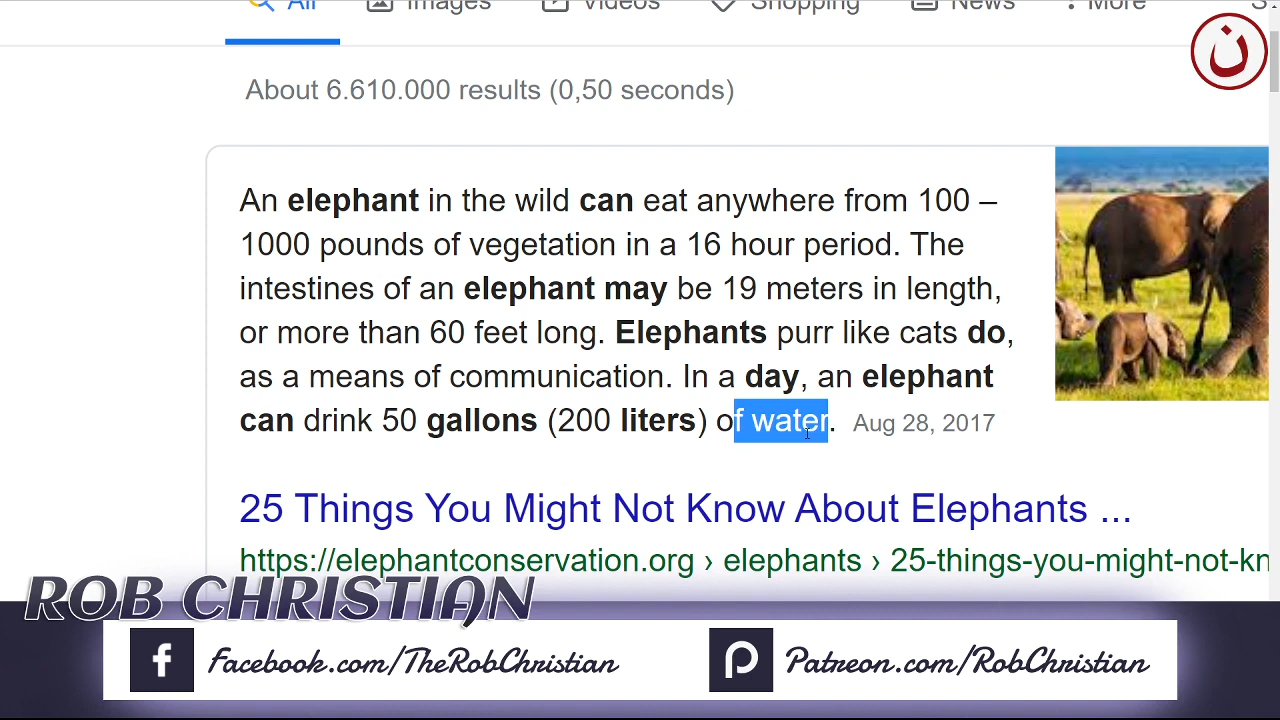 All Images Videos Shopping News More
About 6.610.000 results (0,50 seconds)
ن
An elephant in the wild can eat anywhere from 100 –
1000 pounds of vegetation in a 16 hour period. The
intestines of an elephant may be 19 meters in length,
or more than 60 feet long. Elephants purr like cats do,
as a means of communication. In a day, an elephant
can drink 50 gallons (200 liters) of water. Aug 28, 2017
25 Things You Might Not Know About Elephants ...
https://elephantconservation.org › elephants › 25-things-you-might-not-kn
ROB CHRISTIAN
f Facebook.com/TheRobChristian
Patreon.com/RobChristian